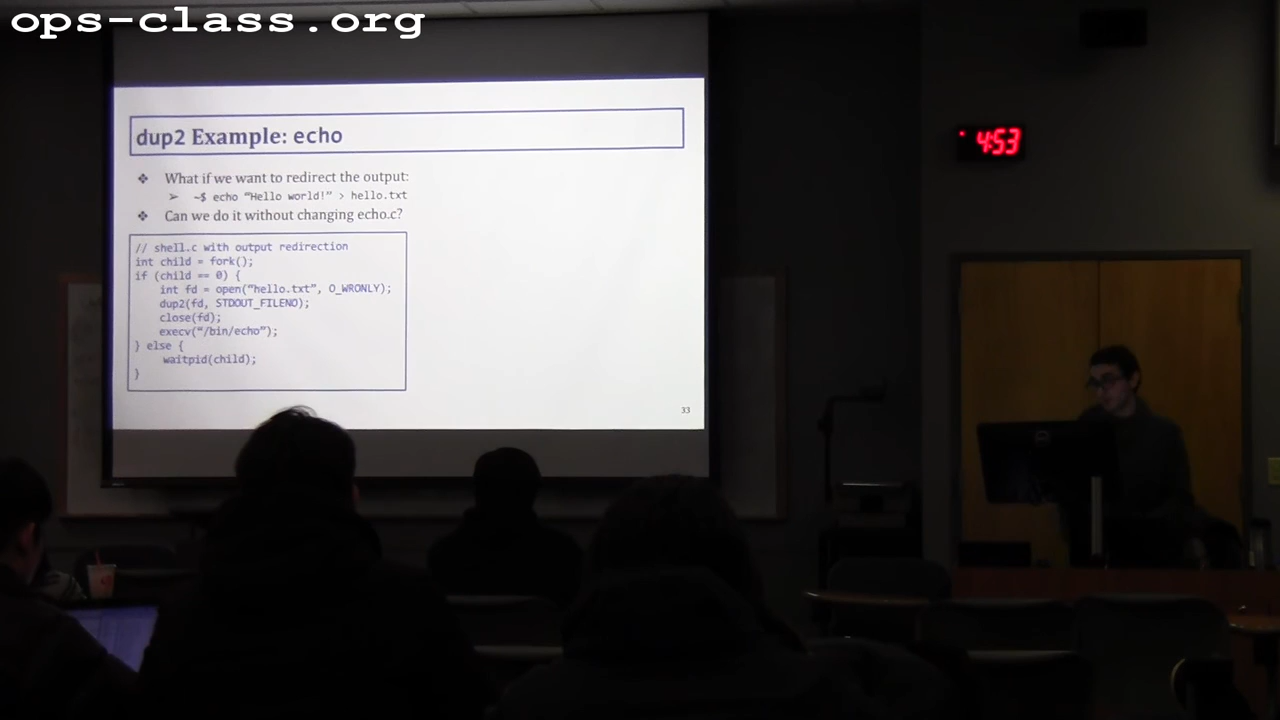 ops-class.org
4:53
dup2 Example: echo
❖ What if we want to redirect the output:
➢ ~$ echo “Hello world!” > hello.txt
❖ Can we do it without changing echo.c?
// shell.c with output redirection
int child = fork();
if (child == 0) {
int fd = open(“hello.txt”, O_WRONLY);
dup2(fd, STDOUT_FILENO);
close(fd);
execv(“/bin/echo”);
} else {
waitpid(child);
}
33